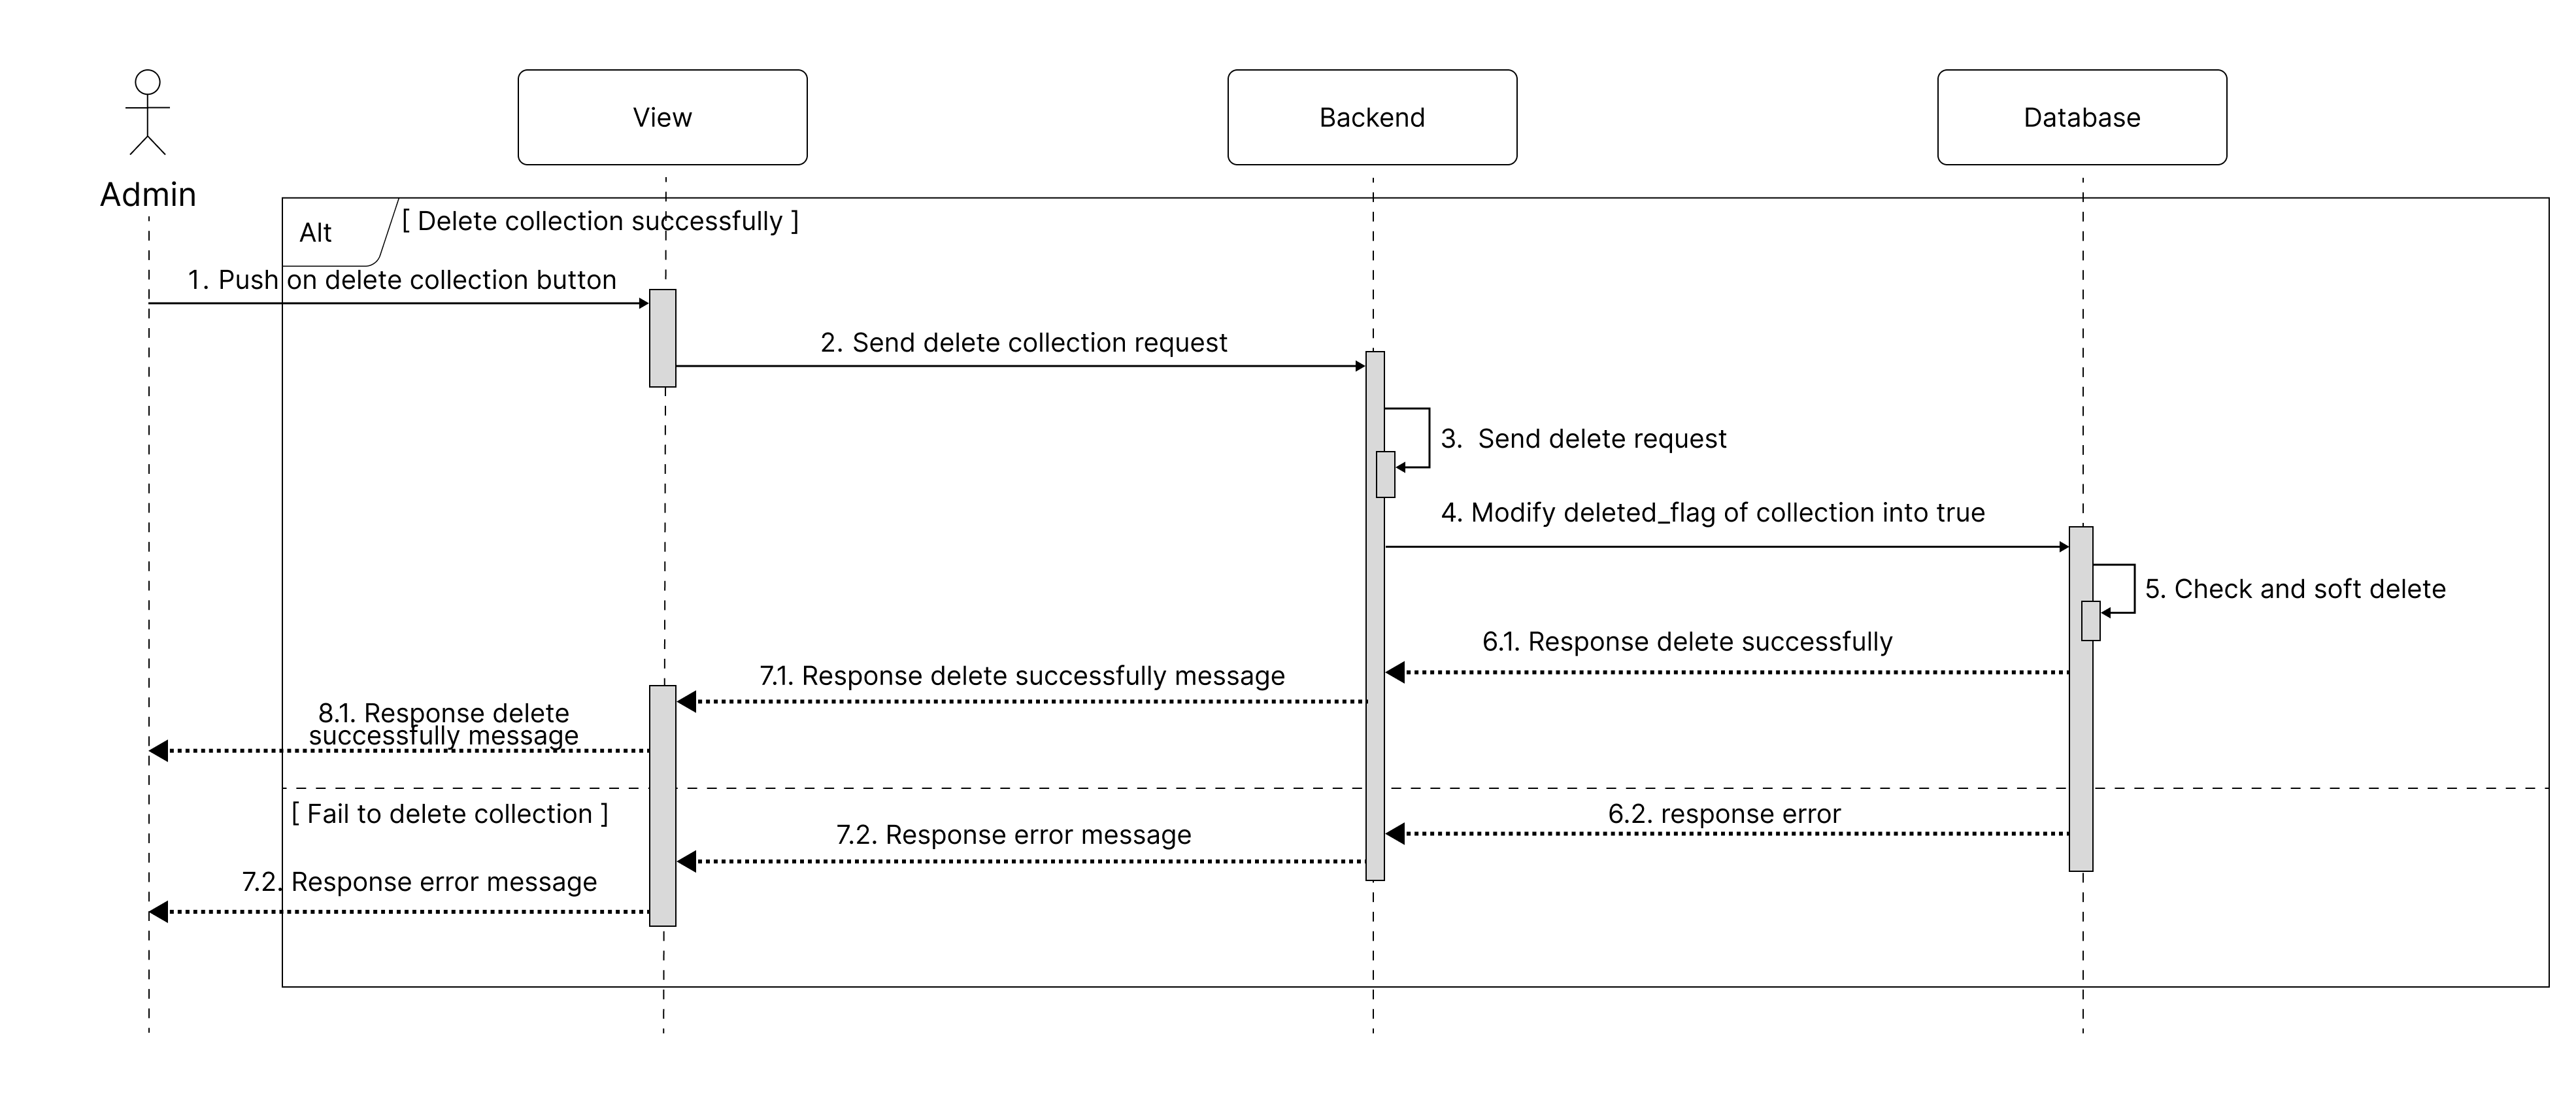 View
Backend
Database
Admin
Alt
[ Delete collection successfully ]
1. Push on delete collection button
2. Send delete collection request
3.  Send delete request
4. Modify deleted_flag of collection into true
5. Check and soft delete
6.1. Response delete successfully
7.1. Response delete successfully message
8.1. Response delete
successfully message
[ Fail to delete collection ]
6.2. response error
7.2. Response error message
7.2. Response error message